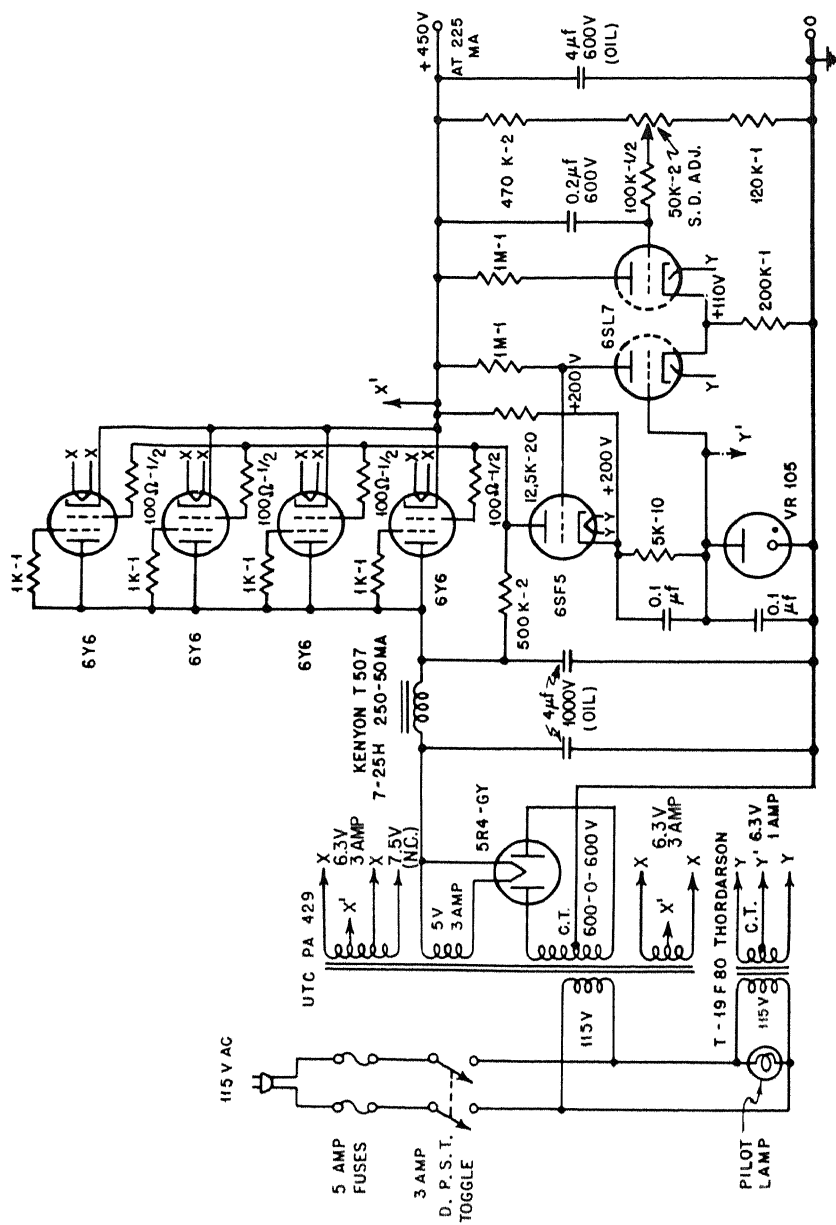 115 V AC
5 AMP
FUSES
3 AMP
D. P. S. T.
TOGGLE
PILOT
LAMP
UTC PA 429
115V
T-19 F 80 THORDARSON
115V
X
6.3V
3 AMP
X'
X
7.5V
(N.C.)
5V
3 AMP
5R4-GY
C.T.
600-0-600V
X
6.3V
3 AMP
X'
X
Y
C.T.
Y'
6.3V
1 AMP
Y
KENYON T 507
7-25H 250-50MA
4µf
1000V
(OIL)
6Y6
6Y6
6Y6
6Y6
1K-1
1K-1
1K-1
1K-1
X
X
X
X
X
X
X
X
100Ω-1/2
100Ω-1/2
100Ω-1/2
100Ω-1/2
500K-2
6SF5
Y
Y
12.5K-20
+200V
+200V
5K-10
0.1
µf
0.1
µf
VR 105
Y'
X'
1M-1
1M-1
6SL7
Y
Y
+110V
200K-1
0.2µf
600V
100K-1/2
470 K-2
50K-2
S. D. ADJ.
120K-1
+450V
AT 225
MA
4µf
600V
(OIL)
0